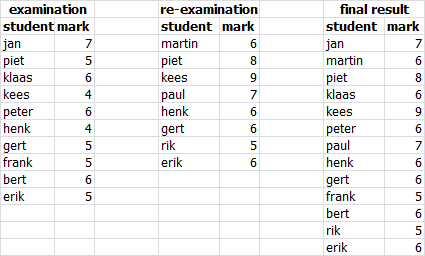 examination re-examination final result
student mark student mark student mark
jan 7 martin 6 jan 7
piet 5 piet 8 martin 6
klaas 6 kees 9 piet 8
kees 4 paul 7 klaas 6
peter 6 henk 6 kees 9
henk 4 gert 6 peter 6
gert 5 rik 5 paul 7
frank 5 erik 6 henk 6
bert 6 gert 6
erik 5 frank 5
bert 6
rik 5
erik 6